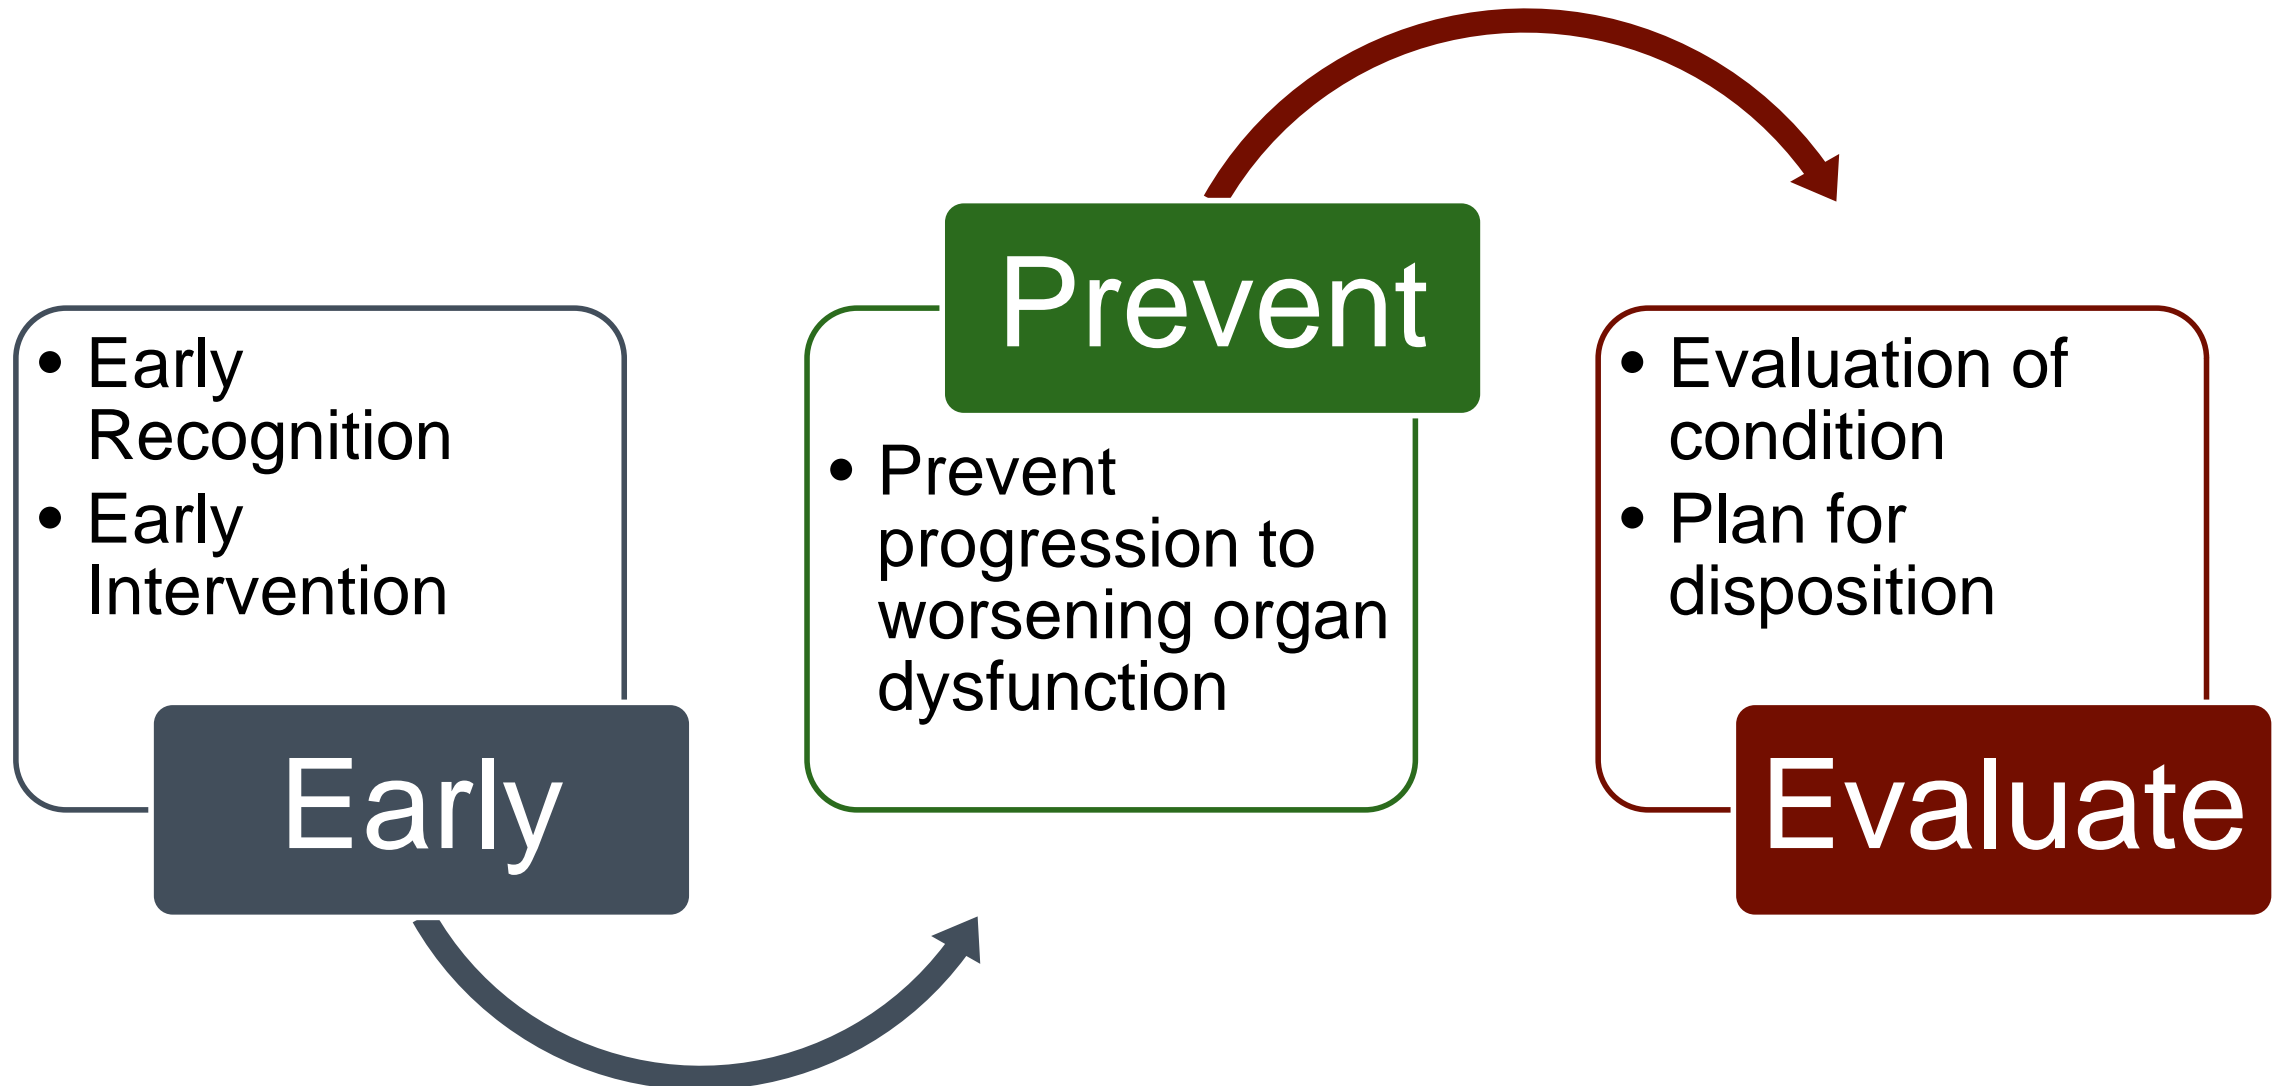 • Early
Recognition
• Early
Intervention
Early
Prevent
• Prevent
progression to
worsening organ
dysfunction
• Evaluation of
condition
• Plan for
disposition
Evaluate